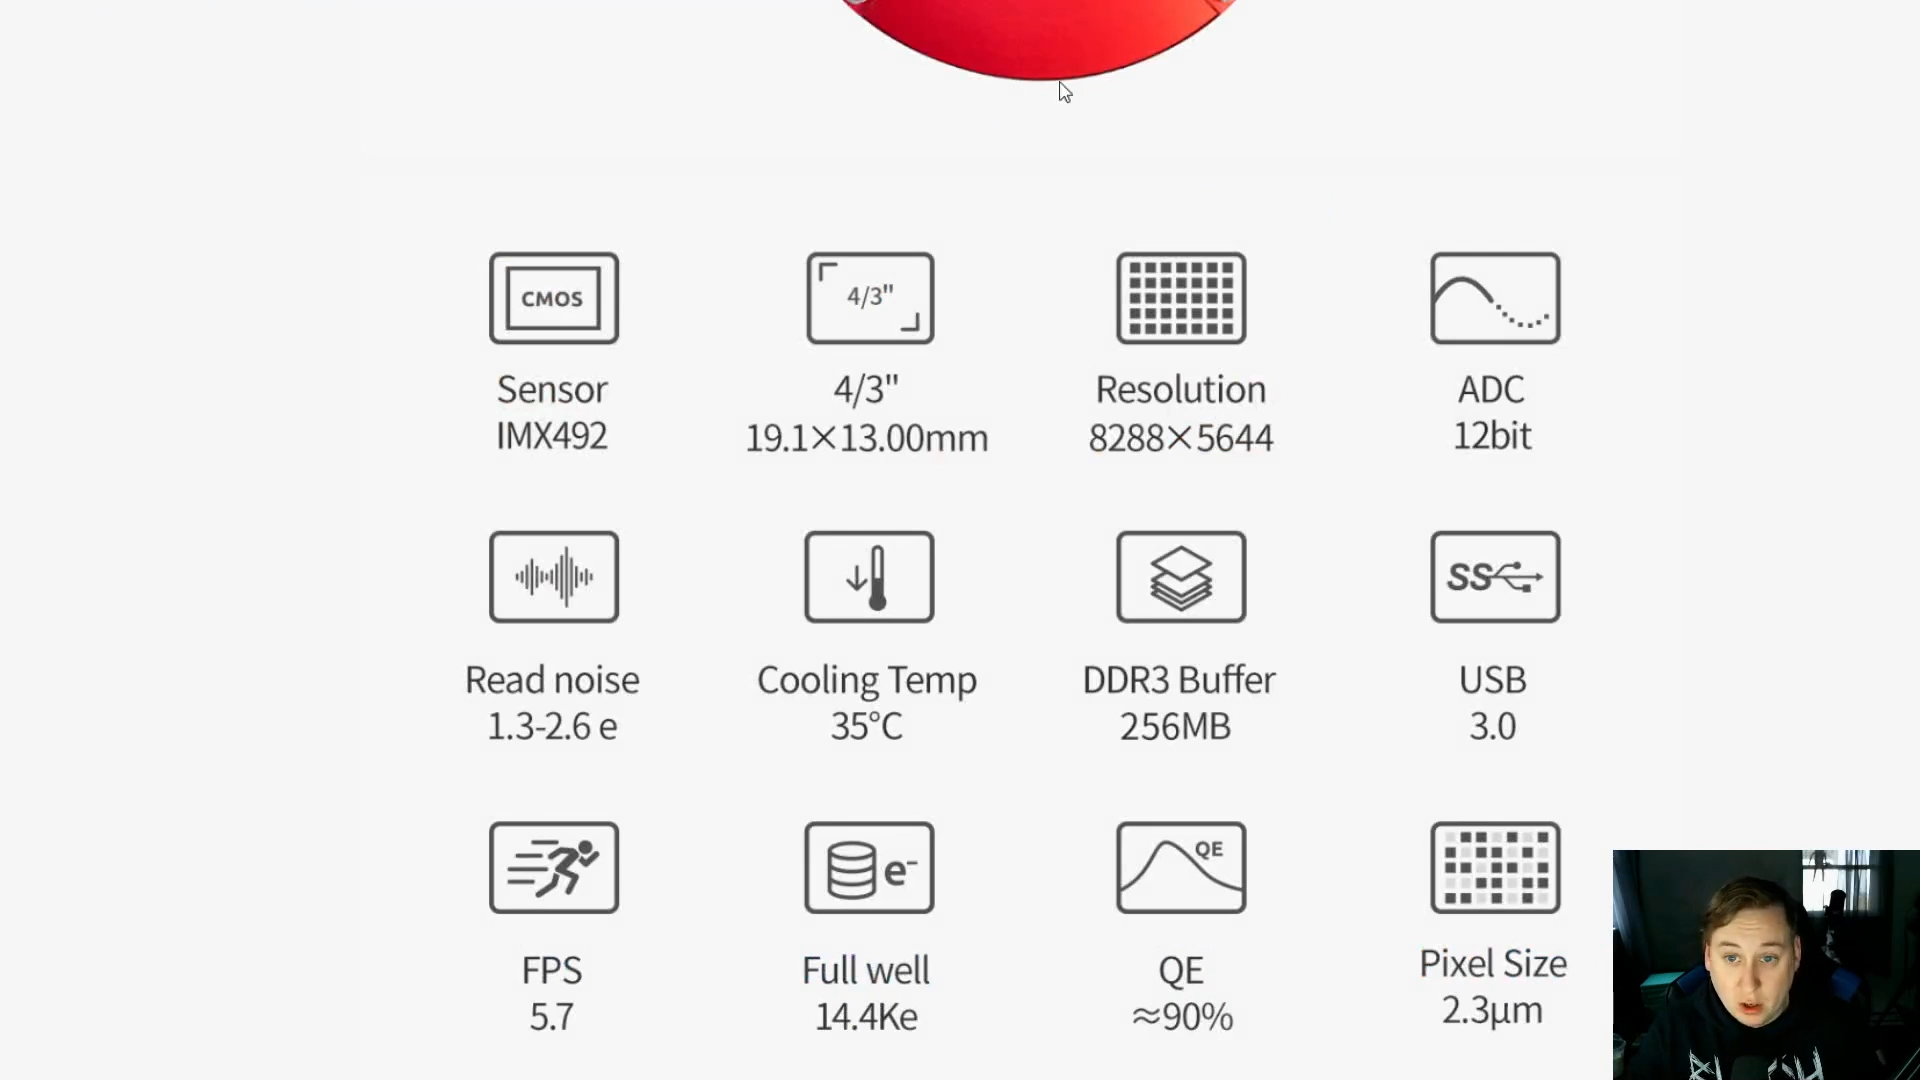 CMOS
4/3"
Sensor
IMX492
4/3"
19.1×13.00mm
Resolution
8288×5644
ADC
12bit
SS
Read noise
1.3-2.6 e
Cooling Temp
35°C
DDR3 Buffer
256MB
USB
3.0
e⁻
QE
FPS
5.7
Full well
14.4Ke
QE
≈90%
Pixel Size
2.3µm